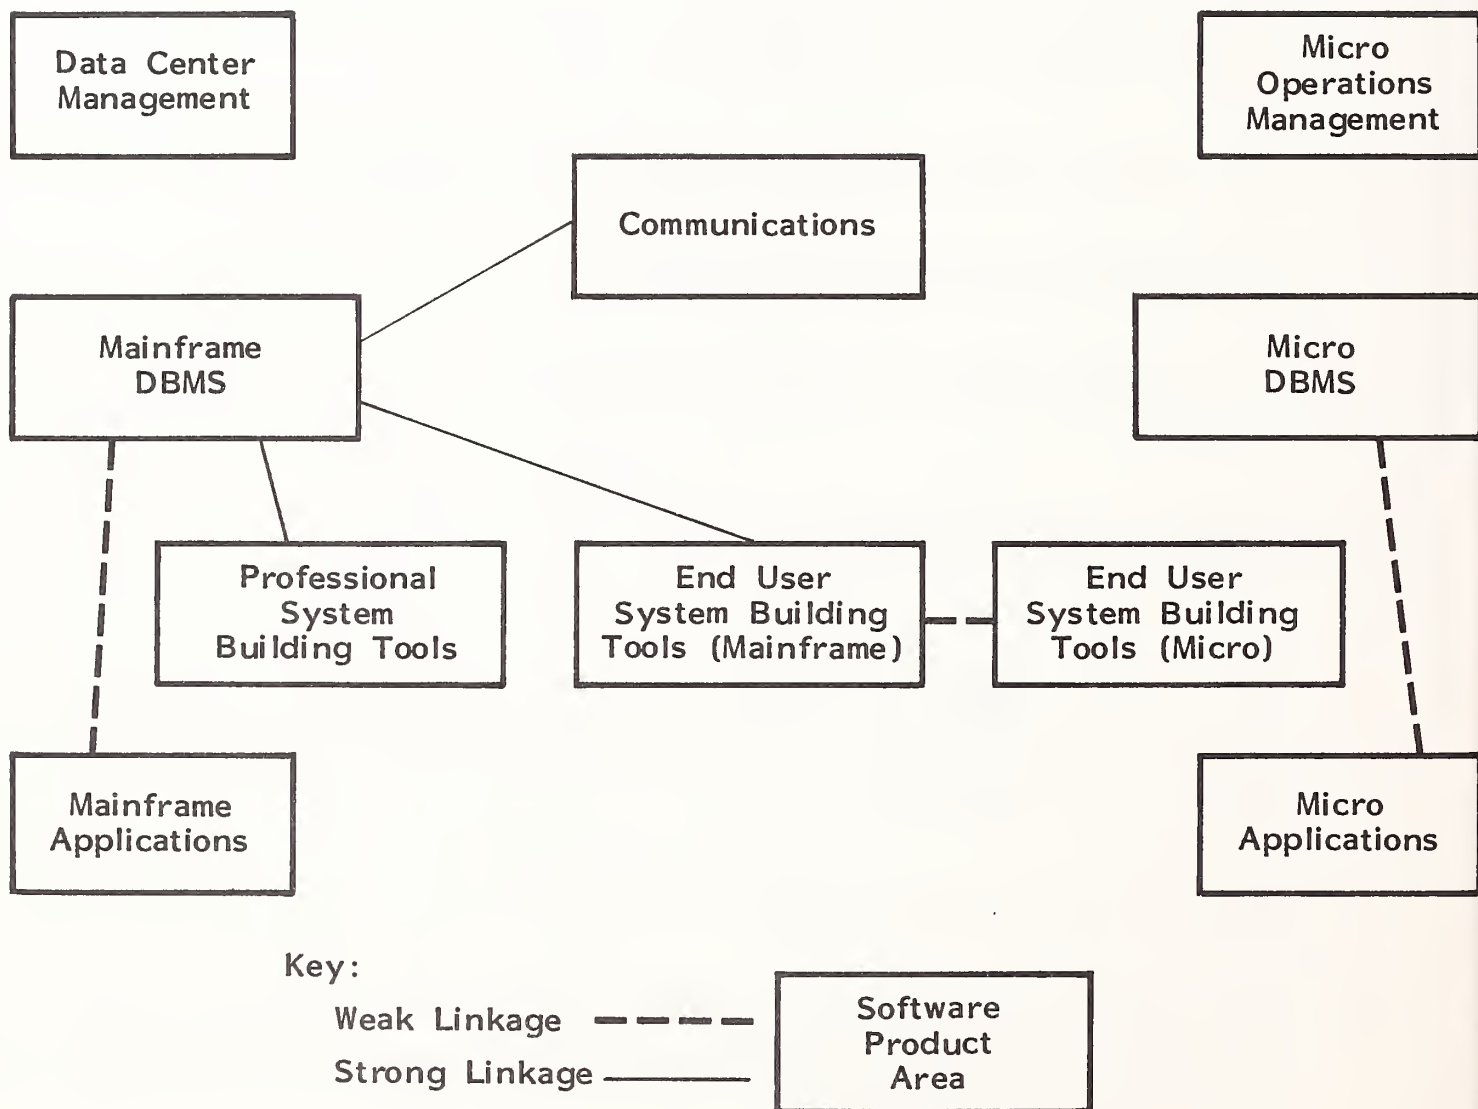 Data Center
Management
Micro
Operations
Management
Communications
Mainframe
DBMS
Micro
DBMS
Professional
System
Building Tools
End User
System Building
Tools (Mainframe)
End User
System Building
Tools (Micro)
Mainframe
Applications
Micro
Applications
Key:
Weak Linkage
Strong Linkage
Software
Product
Area